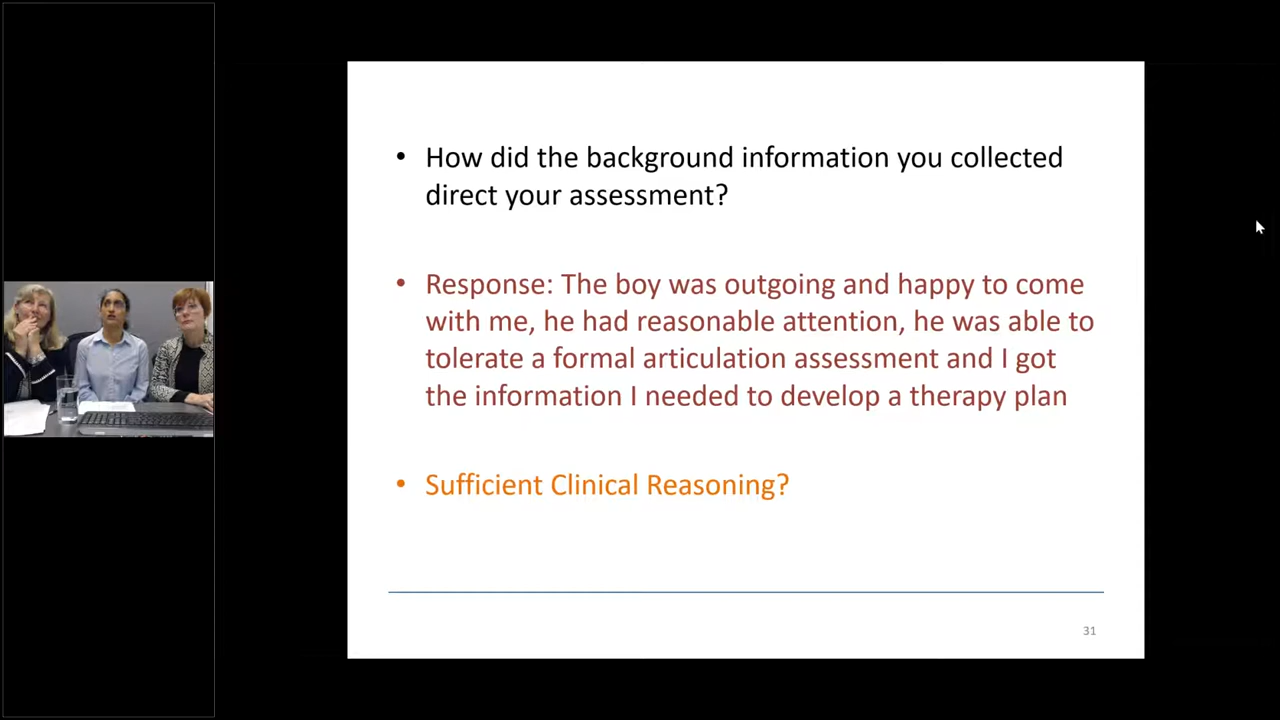 • How did the background information you collected
direct your assessment?
• Response: The boy was outgoing and happy to come
with me, he had reasonable attention, he was able to
tolerate a formal articulation assessment and I got
the information I needed to develop a therapy plan
• Sufficient Clinical Reasoning?
31